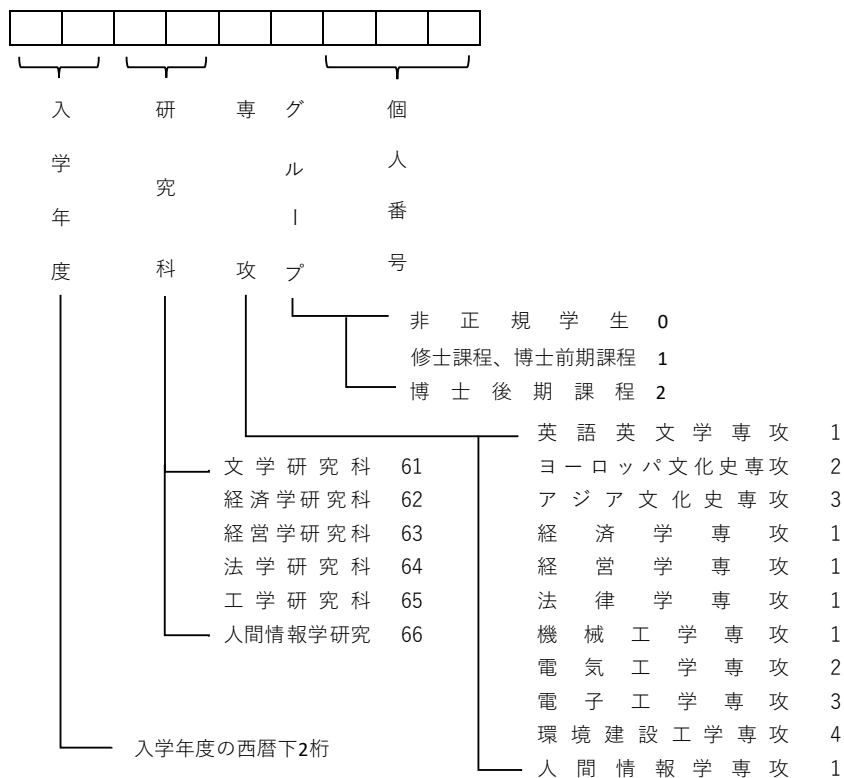 入学年度
研究科
専攻
グループ
個人番号
非正規学生 0
修士課程、博士前期課程 1
博士後期課程 2
英語英文学専攻 1
ヨーロッパ文化史専攻 2
アジア文化史専攻 3
経済学専攻 1
経営学専攻 1
法律学専攻 1
機械工学専攻 1
電気工学専攻 2
電子工学専攻 3
環境建設工学専攻 4
人間情報学専攻 1
文学研究科 61
経済学研究科 62
経営学研究科 63
法学研究科 64
工学研究科 65
人間情報学研究 66
入学年度の西暦下2桁